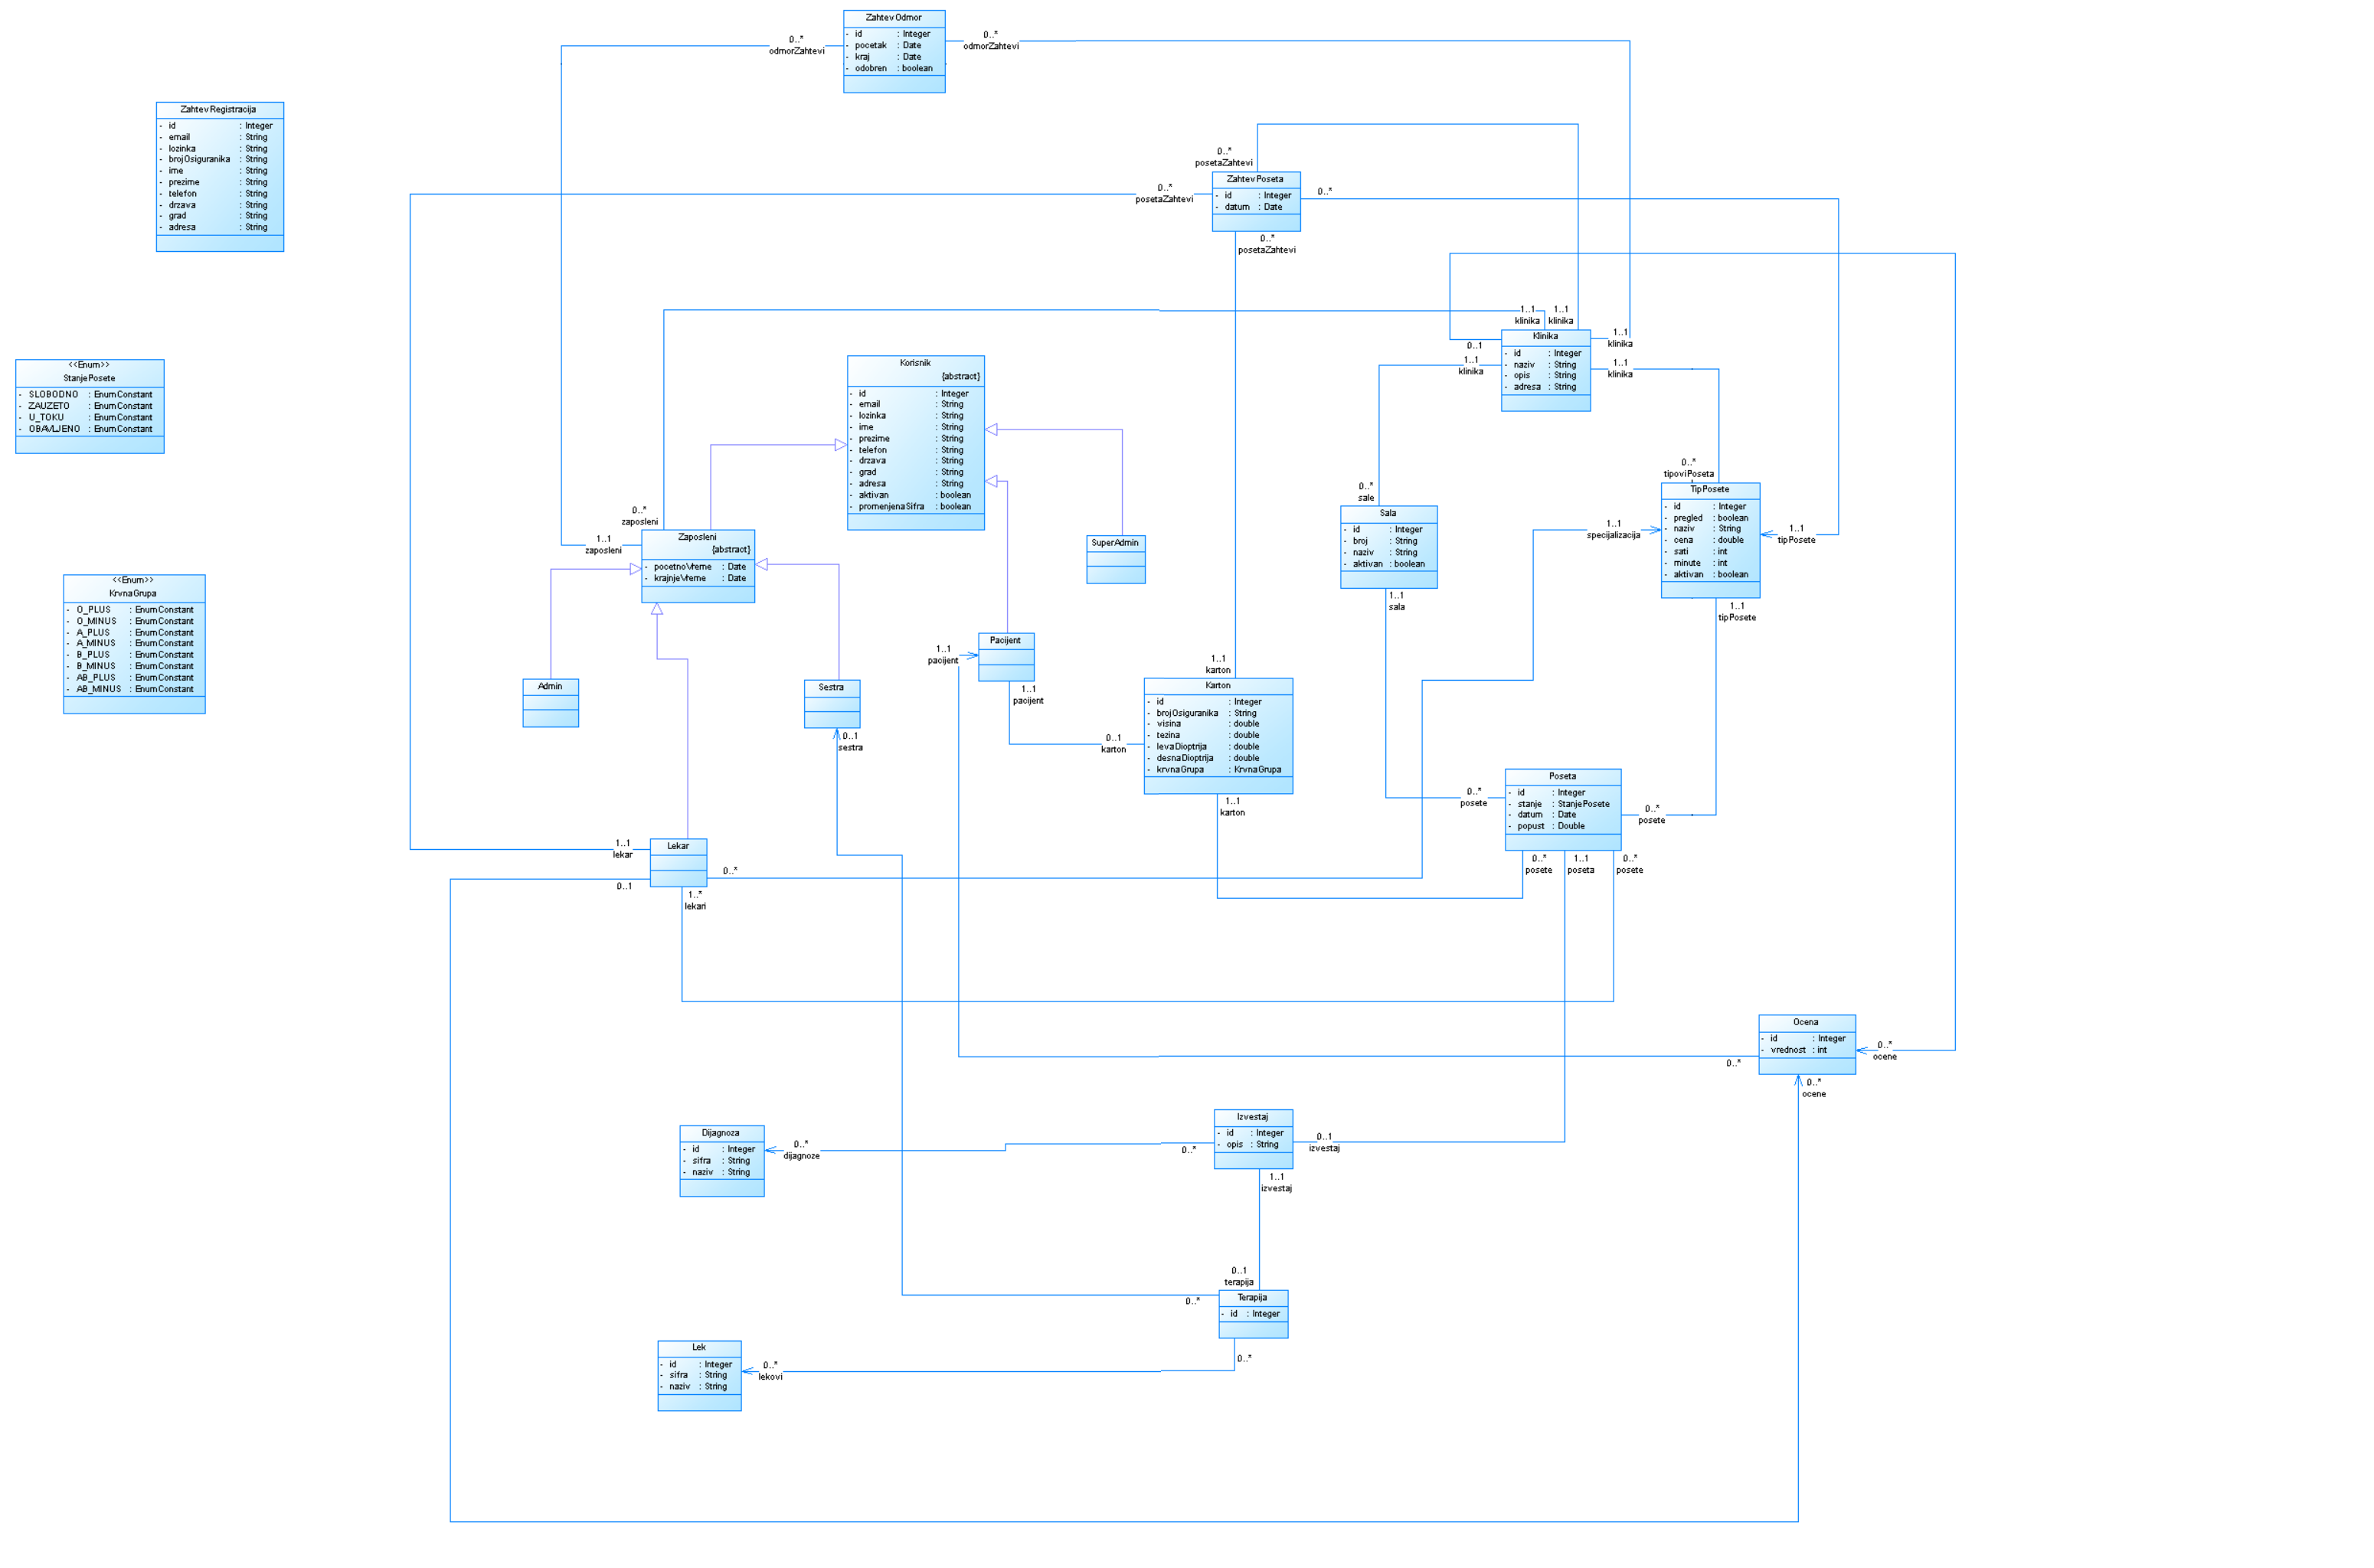 Zahtev Odmor
- id : Integer
- pocetak : Date
- kraj : Date
- odobren : boolean
0..*
odmorZahtevi
0..*
odmorZahtevi
Zahtev Registracija
- id : Integer
- email : String
- lozinka : String
- brojOsiguranika : String
- ime : String
- prezime : String
- telefon : String
- drzava : String
- grad : String
- adresa : String
0..*
posetaZahtevi
0..*
posetaZahtevi
Zahtev Poseta
- id : Integer
- datum : Date
0..*
0..*
posetaZahtevi
1..1
klinika
1..1
klinika
1..1
klinika
0..1
1..1
klinika
1..1
klinika
Klinika
- id : Integer
- naziv : String
- opis : String
- adresa : String
<<Enum>>
StanjePosete
- SLOBODNO : EnumConstant
- ZAUZETO : EnumConstant
- U_TOKU : EnumConstant
- OBAVLJENO : EnumConstant
Korisnik
{abstract}
- id : Integer
- email : String
- lozinka : String
- ime : String
- prezime : String
- telefon : String
- drzava : String
- grad : String
- adresa : String
- aktivan : boolean
- promenjenaSifra : boolean
0..*
tipoviPoseta
TipPosete
- id : Integer
- pregled : boolean
- naziv : String
- cena : double
- sati : int
- minute : int
- aktivan : boolean
1..1
specijalizacija
1..1
tipPosete
1..1
tipPosete
0..*
sale
Sala
- id : Integer
- broj : String
- naziv : String
- aktivan : boolean
1..1
sala
0..*
zaposleni
1..1
zaposleni
Zaposleni
{abstract}
- pocetnoVreme : Date
- krajnjeVreme : Date
SuperAdmin
<<Enum>>
KrvnaGrupa
- O_PLUS : EnumConstant
- O_MINUS : EnumConstant
- A_PLUS : EnumConstant
- A_MINUS : EnumConstant
- B_PLUS : EnumConstant
- B_MINUS : EnumConstant
- AB_PLUS : EnumConstant
- AB_MINUS : EnumConstant
1..1
pacijent
Pacijent
1..1
pacijent
1..1
karton
Karton
- id : Integer
- brojOsiguranika : String
- visina : double
- tezina : double
- levaDioptrija : double
- desnaDioptrija : double
- krvnaGrupa : KrvnaGrupa
0..1
karton
1..1
karton
Admin
Sestra
0..1
sestra
Poseta
- id : Integer
- stanje : StanjePosete
- datum : Date
- popust : Double
0..*
posete
0..*
posete
0..*
posete
1..1
poseta
0..*
posete
1..1
lekar
Lekar
0..*
0..1
1..*
lekari
Ocena
- id : Integer
- vrednost : int
0..*
ocene
0..*
0..*
ocene
Dijagnoza
- id : Integer
- sifra : String
- naziv : String
0..*
dijagnoze
0..*
Izvestaj
- id : Integer
- opis : String
0..1
izvestaj
1..1
izvestaj
0..1
terapija
0..*
Terapija
- id : Integer
0..*
Lek
- id : Integer
- sifra : String
- naziv : String
0..*
lekovi